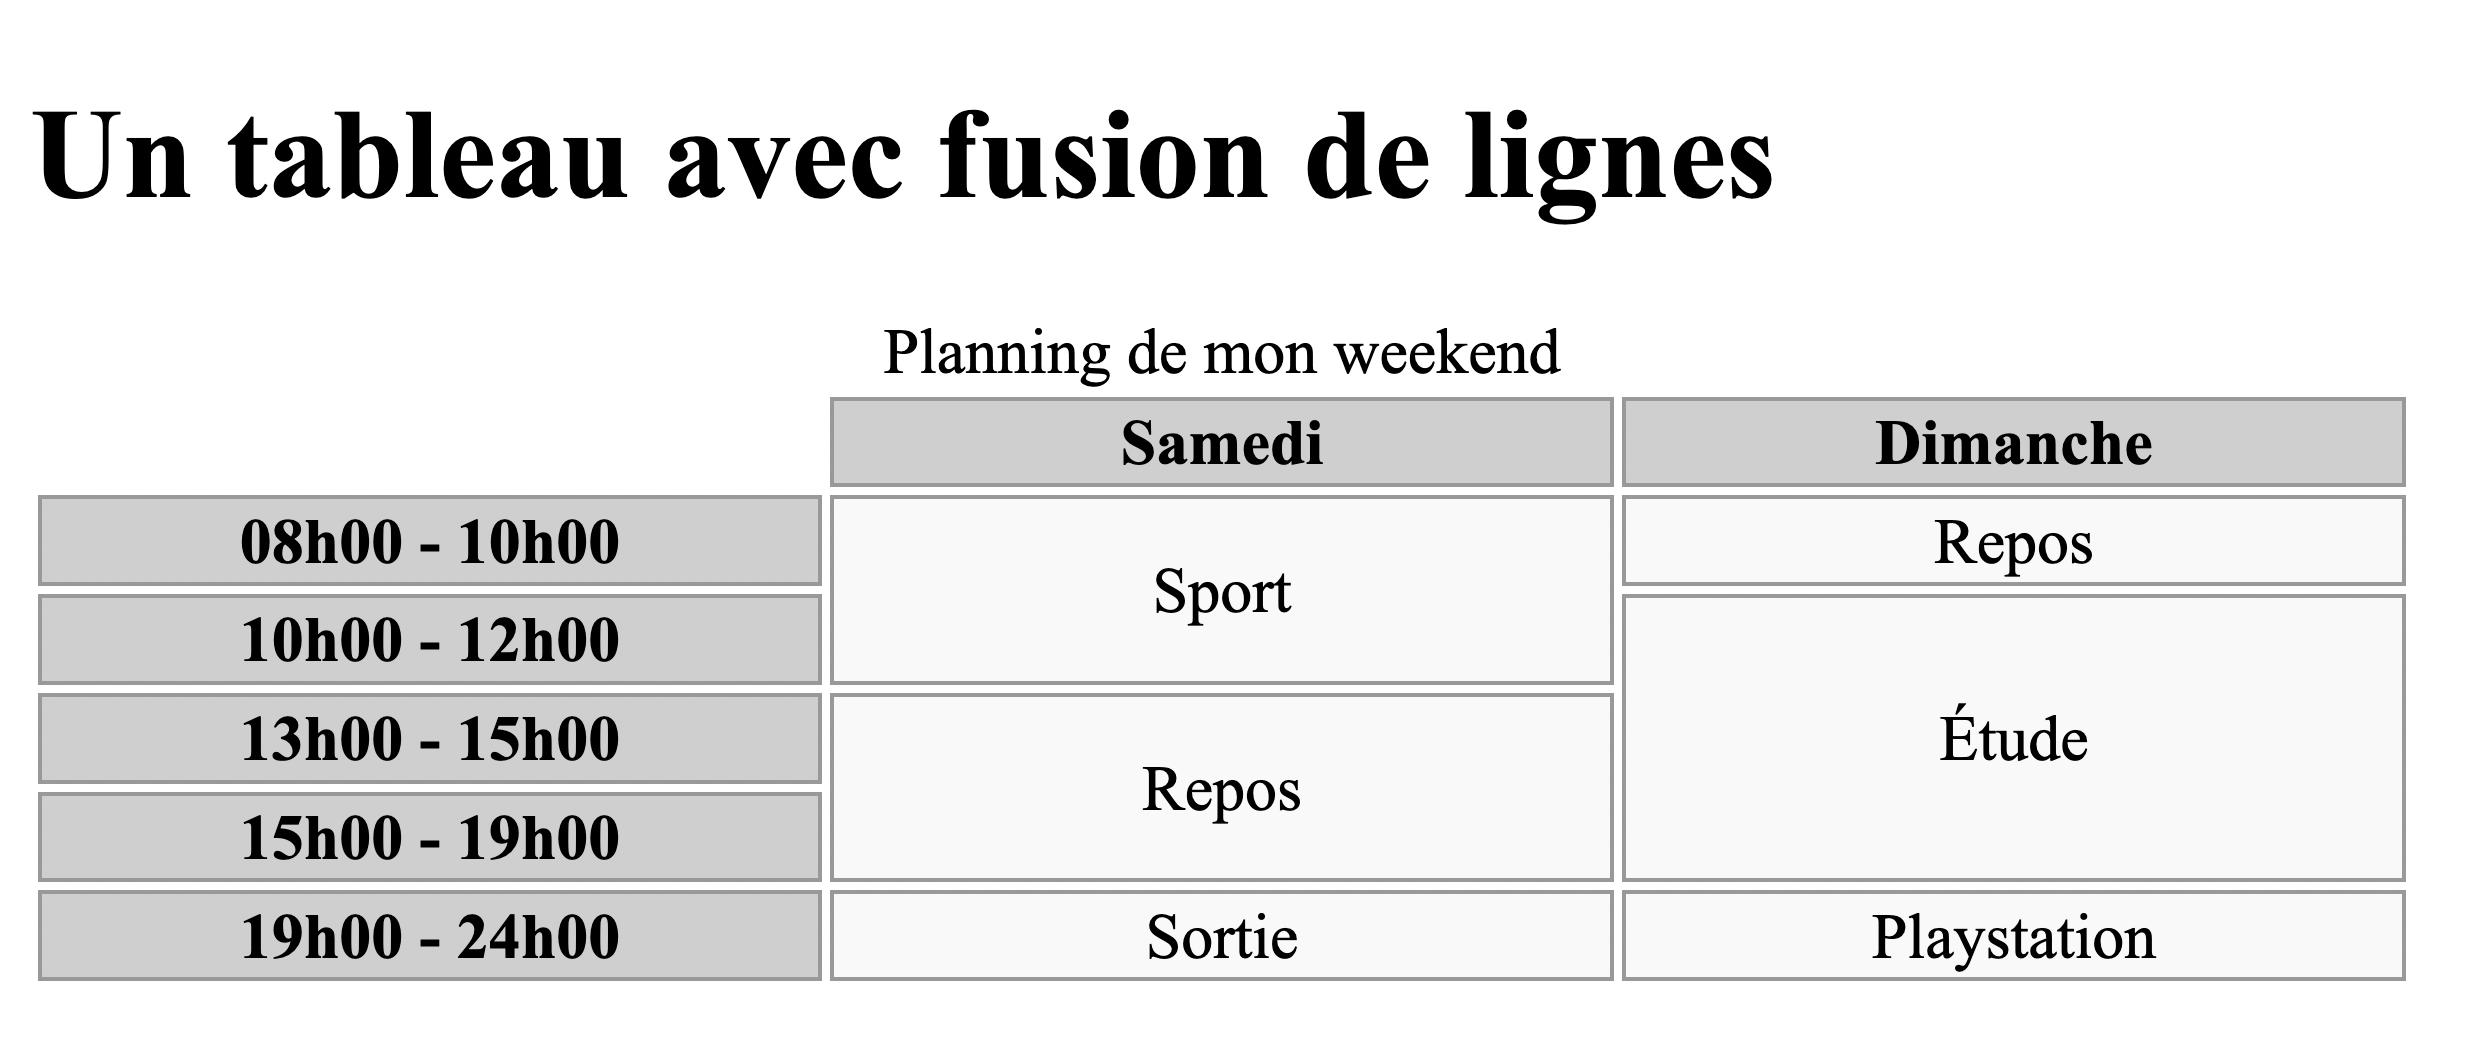 Un tableau avec fusion de lignes
Planning de mon weekend
Samedi Dimanche
08h00 - 10h00 Sport Repos
10h00 - 12h00 Étude
13h00 - 15h00 Repos
15h00 - 19h00
19h00 - 24h00 Sortie Playstation